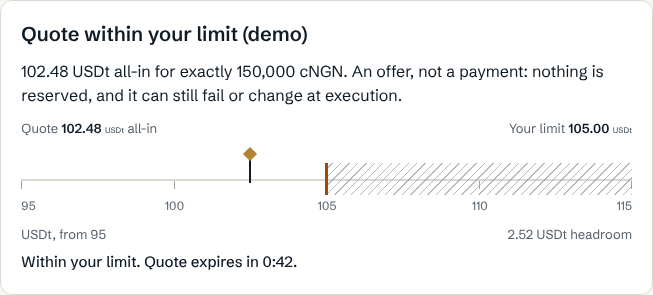 Quote within your limit (demo)
102.48 USDt all-in for exactly 150,000 cNGN. An offer, not a payment: nothing is
reserved, and it can still fail or change at execution.
Quote 102.48 USDt all-in
Your limit 105.00 USDt
95 100 105 110 115
USDt, from 95
2.52 USDt headroom
Within your limit. Quote expires in 0:42.